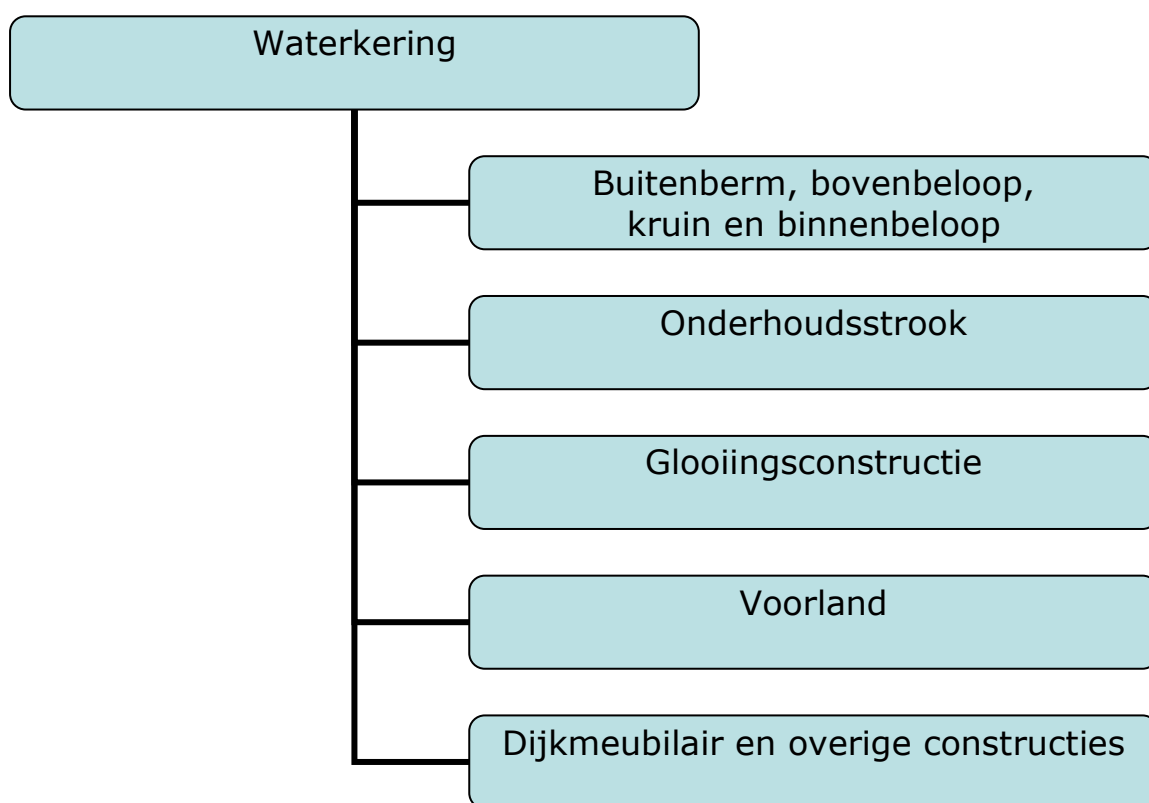 Waterkering
Buitenberm, bovenbeloop,
kruin en binnenbeloop
Onderhoudsstrook
Glooiingsconstructie
Voorland
Dijkmeubilair en overige constructies